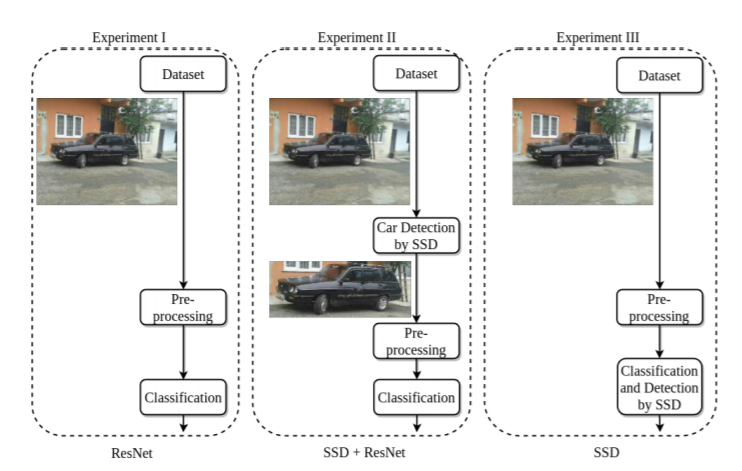 Experiment I
Dataset
Pre-
processing
Classification
ResNet
Experiment II
Dataset
Car Detection
by SSD
Pre-
processing
Classification
SSD + ResNet
Experiment III
Dataset
Pre-
processing
Classification
and Detection
by SSD
SSD